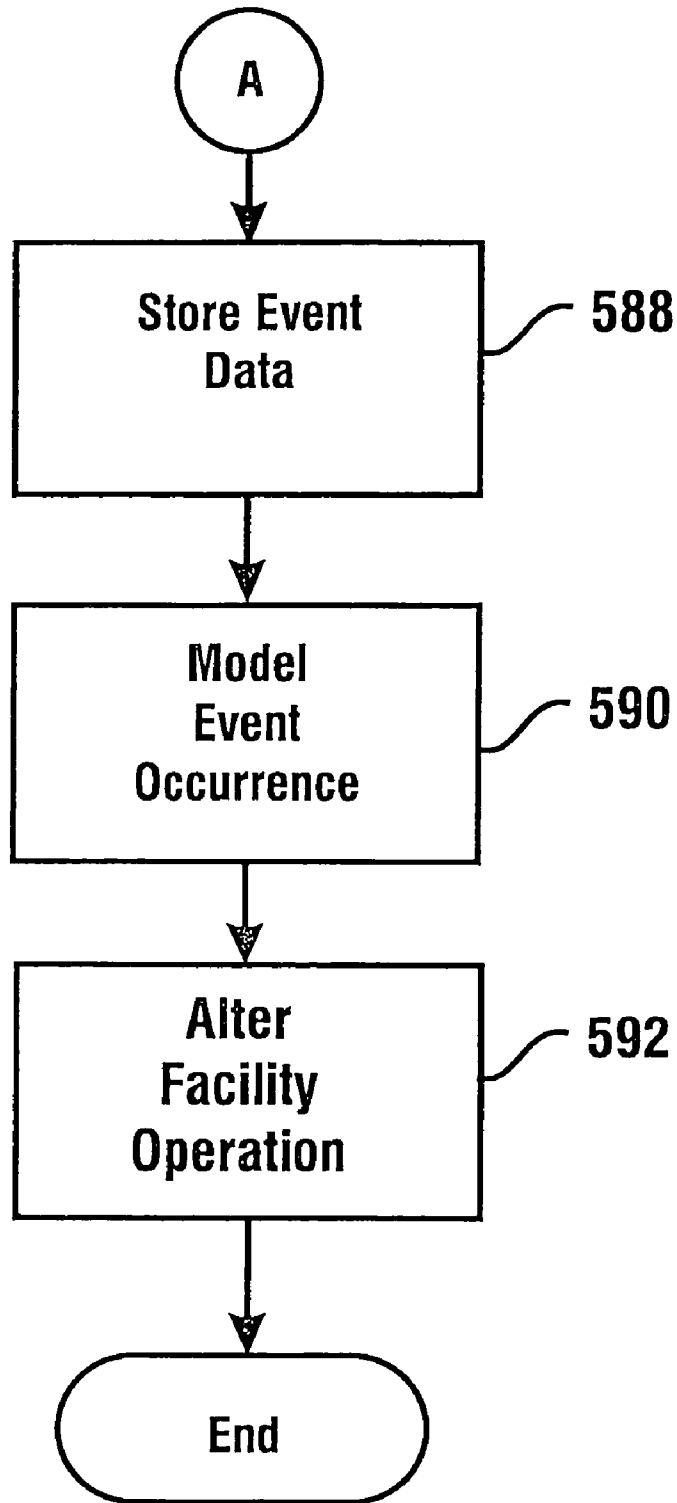 A
Store Event
Data
588
Model
Event
Occurrence
590
Alter
Facility
Operation
592
End